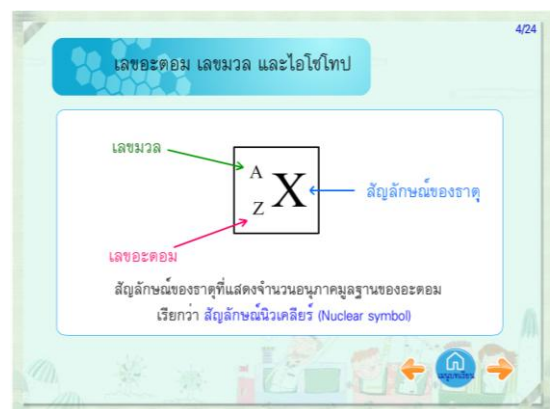 4/24
เลขอะตอม เลขมวล และไอโซโทป
เลขมวล
A
X
สัญลักษณ์ของธาตุ
Z
เลขอะตอม
สัญลักษณ์ของธาตุที่แสดงจำนวนอนุภาคมูลฐานของอะตอม
เรียกว่า สัญลักษณ์นิวเคลียร์ (Nuclear symbol)
เมนูบทเรียน